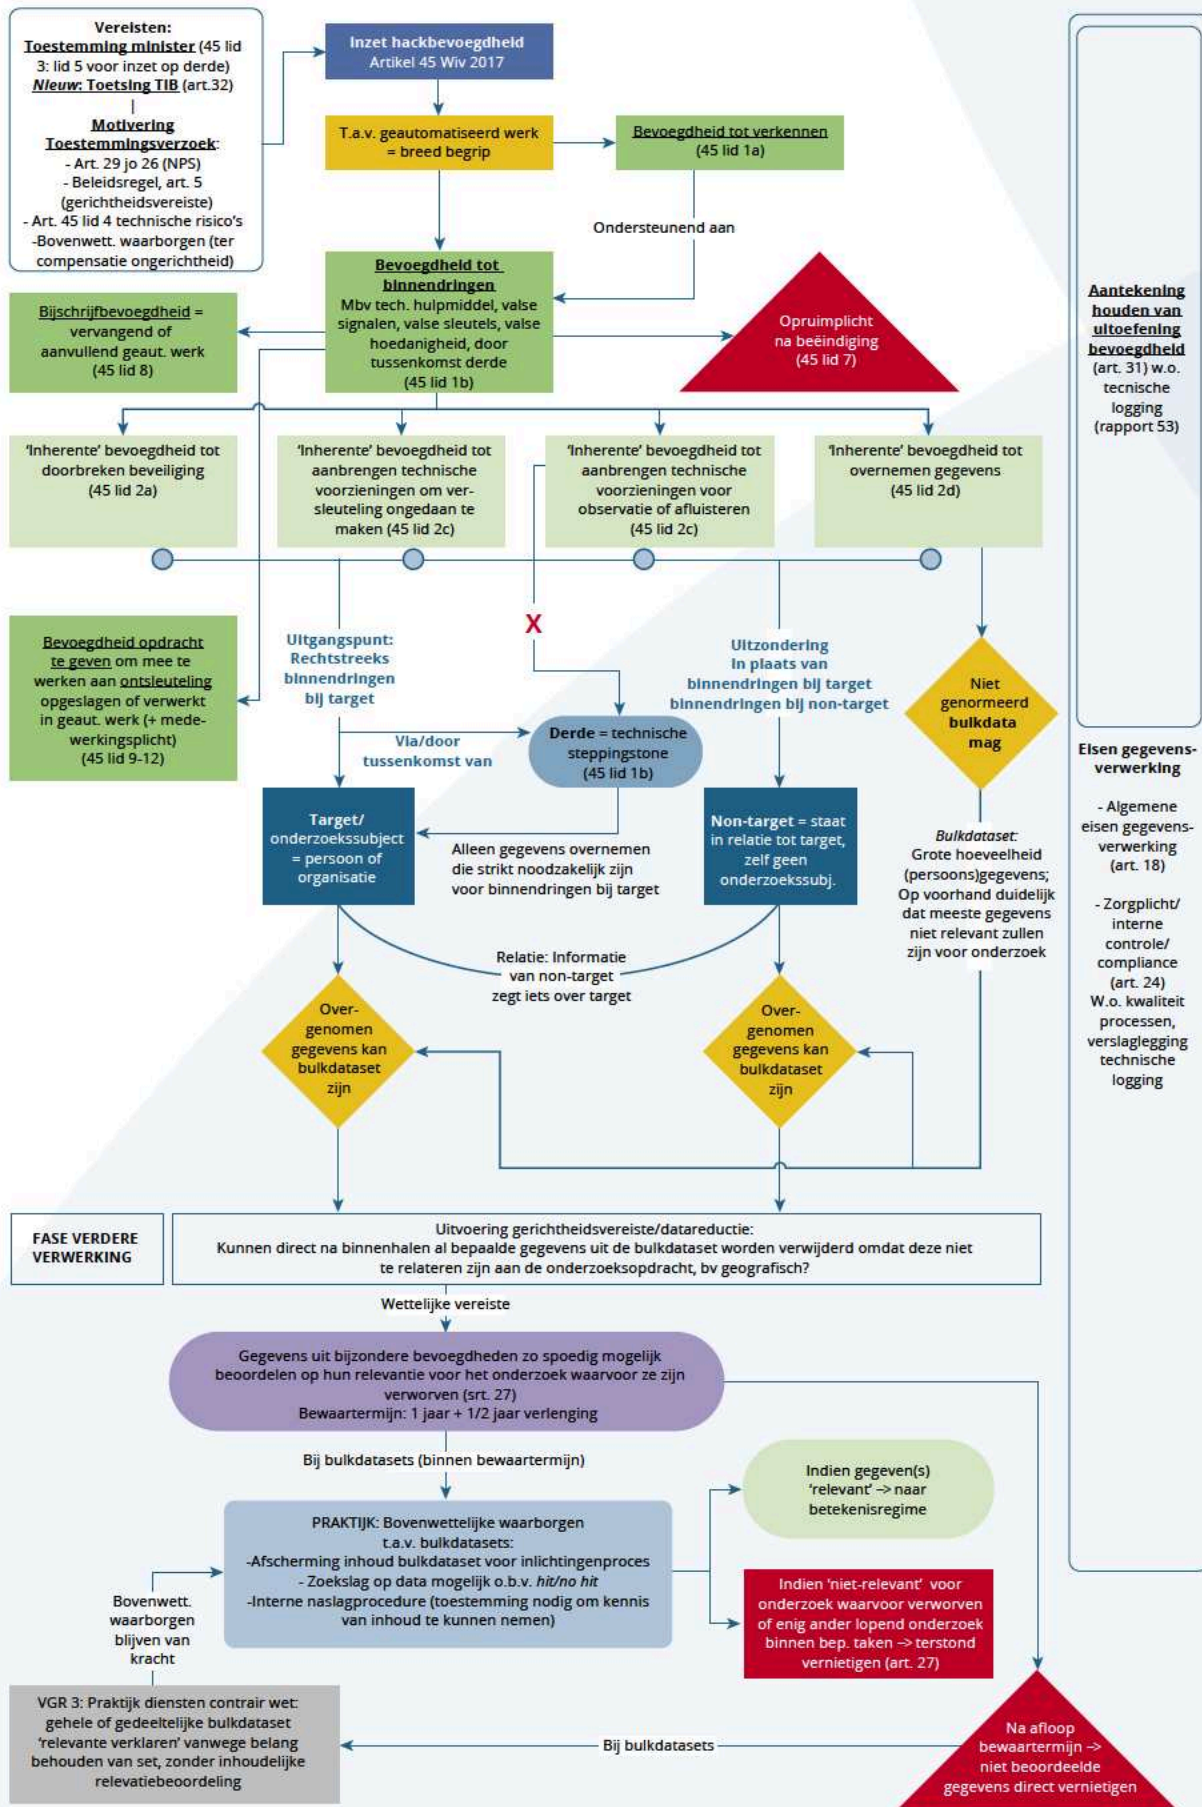 Vereisten:
Toestemming minister (45 lid
3: lid 5 voor inzet op derde)
Nieuw: Toetsing TIB (art.32)
|
Motivering
Toestemmingsverzoek:
- Art. 29 jo 26 (NPS)
- Beleidsregel, art. 5
(gerichtheidsvereiste)
- Art. 45 lid 4 technische risico's
-Bovenwett. waarborgen (ter
compensatie ongerichtheid)
Inzet hackbevoegdheid
Artikel 45 Wiv 2017
T.a.v. geautomatiseerd werk
= breed begrip
Bevoegdheid tot verkennen
(45 lid 1a)
Ondersteunend aan
Bevoegdheid tot
binnendringen
Mbv tech. hulpmiddel, valse
signalen, valse sleutels, valse
hoedanigheid, door
tussenkomst derde
(45 lid 1b)
Bijschrijfbevoegdheid =
vervangend of
aanvullend geaut. werk
(45 lid 8)
Opruimplicht
na beëindiging
(45 lid 7)
Aantekening
houden van
uitoefening
bevoegdheid
(art. 31) w.o.
tecnische
logging
(rapport 53)
'Inherente' bevoegdheid tot
doorbreken beveiliging
(45 lid 2a)
'Inherente' bevoegdheid tot
aanbrengen technische
voorzieningen om ver-
sleuteling ongedaan te
maken (45 lid 2c)
'Inherente' bevoegdheid tot
aanbrengen technische
voorzieningen voor
observatie of afluisteren
(45 lid 2c)
'Inherente' bevoegdheid tot
overnemen gegevens
(45 lid 2d)
Bevoegdheid opdracht
te geven om mee te
werken aan ontsleuteling
opgeslagen of verwerkt
in geaut. werk (+ mede-
werkingsplicht)
(45 lid 9-12)
Uitgangspunt:
Rechtstreeks
binnendringen
bij target
X
Uitzondering
In plaats van
binnendringen bij target
binnendringen bij non-target
Niet
genormeerd
bulkdata
mag
Via/door
tussenkomst van
Derde = technische
steppingstone
(45 lid 1b)
Eisen gegevens-
verwerking
- Algemene
eisen gegevens-
verwerking
(art. 18)
- Zorgplicht/
interne
controle/
compliance
(art. 24)
W.o. kwaliteit
processen,
verslaglegging
technische
logging
Target/
onderzoekssubject
= persoon of
organisatie
Alleen gegevens overnemen
die strikt noodzakelijk zijn
voor binnendringen bij target
Non-target = staat
in relatie tot target,
zelf geen
onderzoekssubj.
Bulkdataset:
Grote hoeveelheid
(persoons)gegevens;
Op voorhand duidelijk
dat meeste gegevens
niet relevant zullen
zijn voor onderzoek
Relatie: Informatie
van non-target
zegt iets over target
Over-
genomen
gegevens kan
bulkdataset
zijn
Over-
genomen
gegevens kan
bulkdataset
zijn
FASE VERDERE
VERWERKING
Uitvoering gerichtheidsvereiste/datareductie:
Kunnen direct na binnenhalen al bepaalde gegevens uit de bulkdataset worden verwijderd omdat deze niet
te relateren zijn aan de onderzoeksopdracht, bv geografisch?
Wettelijke vereiste
Gegevens uit bijzondere bevoegdheden zo spoedig mogelijk
beoordelen op hun relevantie voor het onderzoek waarvoor ze zijn
verworven (srt. 27)
Bewaartermijn: 1 jaar + 1/2 jaar verlenging
Bij bulkdatasets (binnen bewaartermijn)
PRAKTIJK: Bovenwettelijke waarborgen
t.a.v. bulkdatasets:
-Afscherming inhoud bulkdataset voor inlichtingenproces
- Zoekslag op data mogelijk o.b.v. hit/no hit
-Interne naslagprocedure (toestemming nodig om kennis
van inhoud te kunnen nemen)
Indien gegeven(s)
'relevant' –> naar
betekenisregime
Indien 'niet-relevant' voor
onderzoek waarvoor verworven
of enig ander lopend onderzoek
binnen bep. taken –> terstond
vernietigen (art. 27)
Bovenwett.
waarborgen
blijven van
kracht
VGR 3: Praktijk diensten contrair wet:
gehele of gedeeltelijke bulkdataset
'relevante verklaren' vanwege belang
behouden van set, zonder inhoudelijke
relevatiebeoordeling
Bij bulkdatasets
Na afloop
bewaartermijn –>
niet beoordeelde
gegevens direct vernietigen